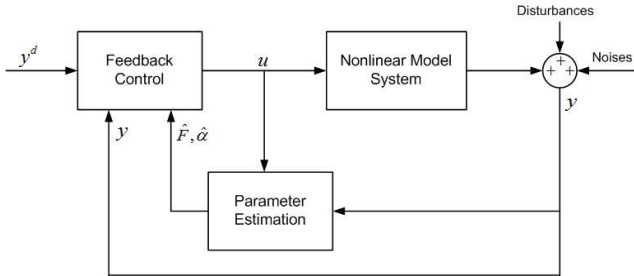 Disturbances
y^d
Feedback
Control
u
Nonlinear Model
System
+ + +
Noises
y
y
F̂, α̂
Parameter
Estimation